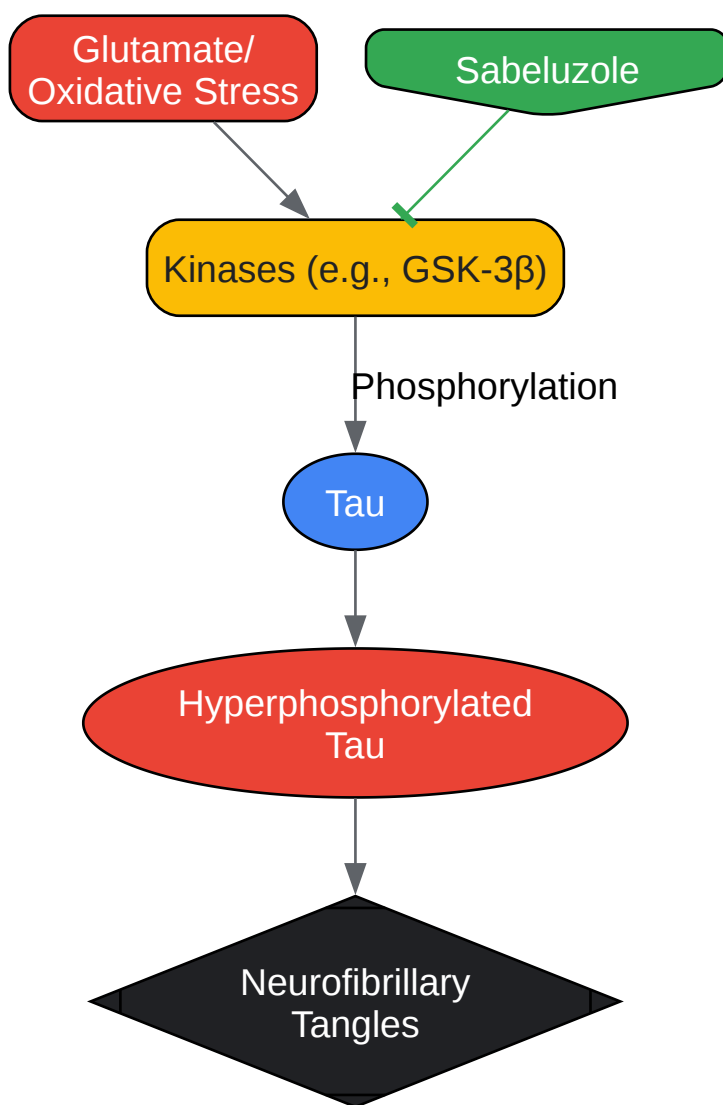 Glutamate/
Oxidative Stress
Sabeluzole
Kinases (e.g., GSK-3β)
Phosphorylation
Tau
Hyperphosphorylated
Tau
Neurofibrillary
Tangles